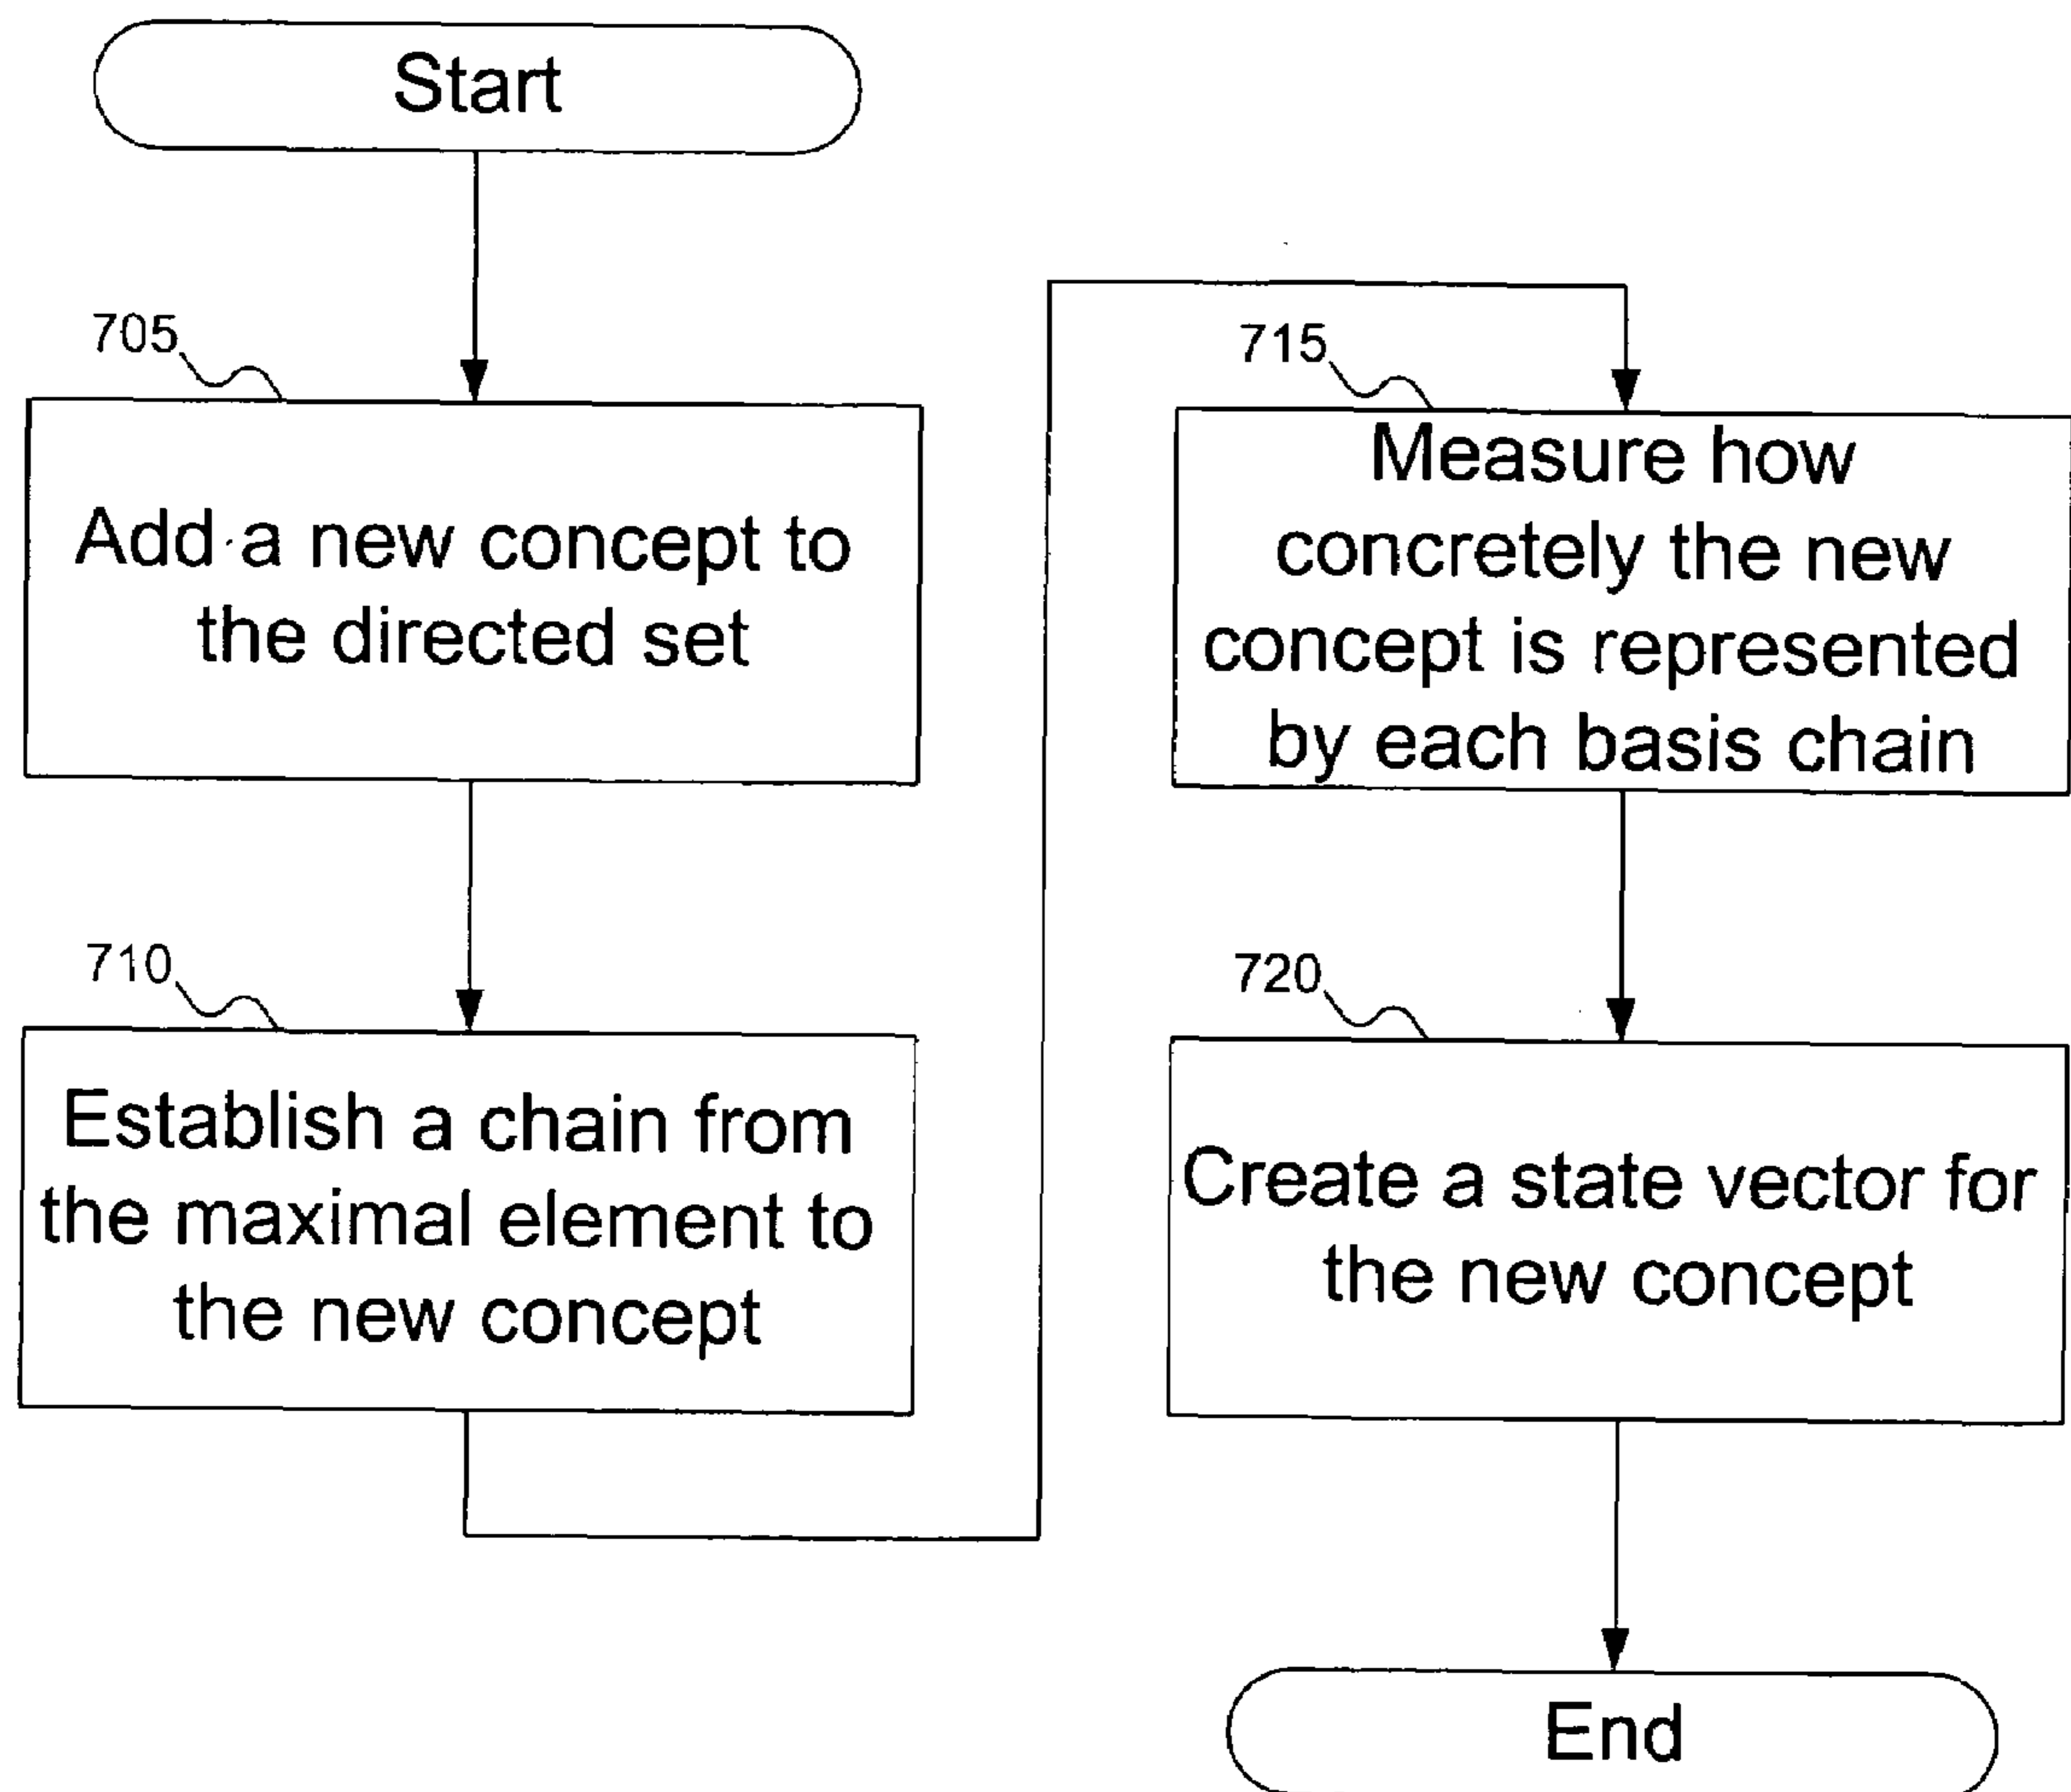 Start
705
Add a new concept to
the directed set
710
Establish a chain from
the maximal element to
the new concept
715
Measure how
concretely the new
concept is represented
by each basis chain
720
Create a state vector for
the new concept
End